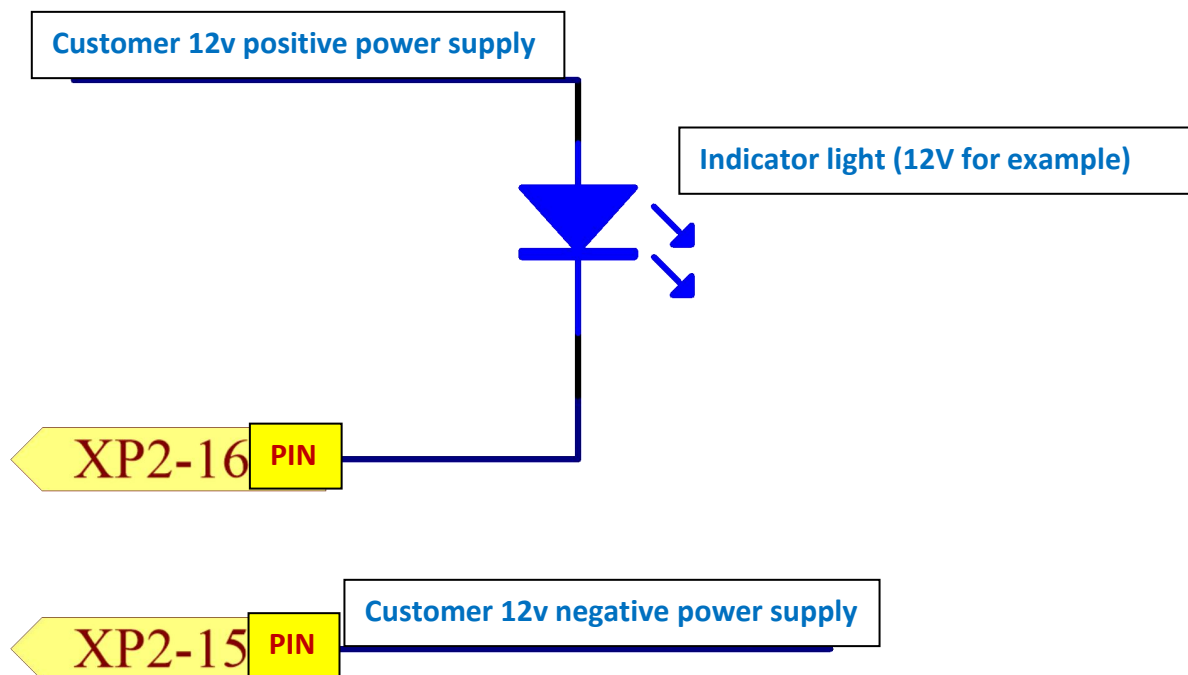 Customer 12v positive power supply
Indicator light (12V for example)
XP2-16 PIN
Customer 12v negative power supply
XP2-15 PIN